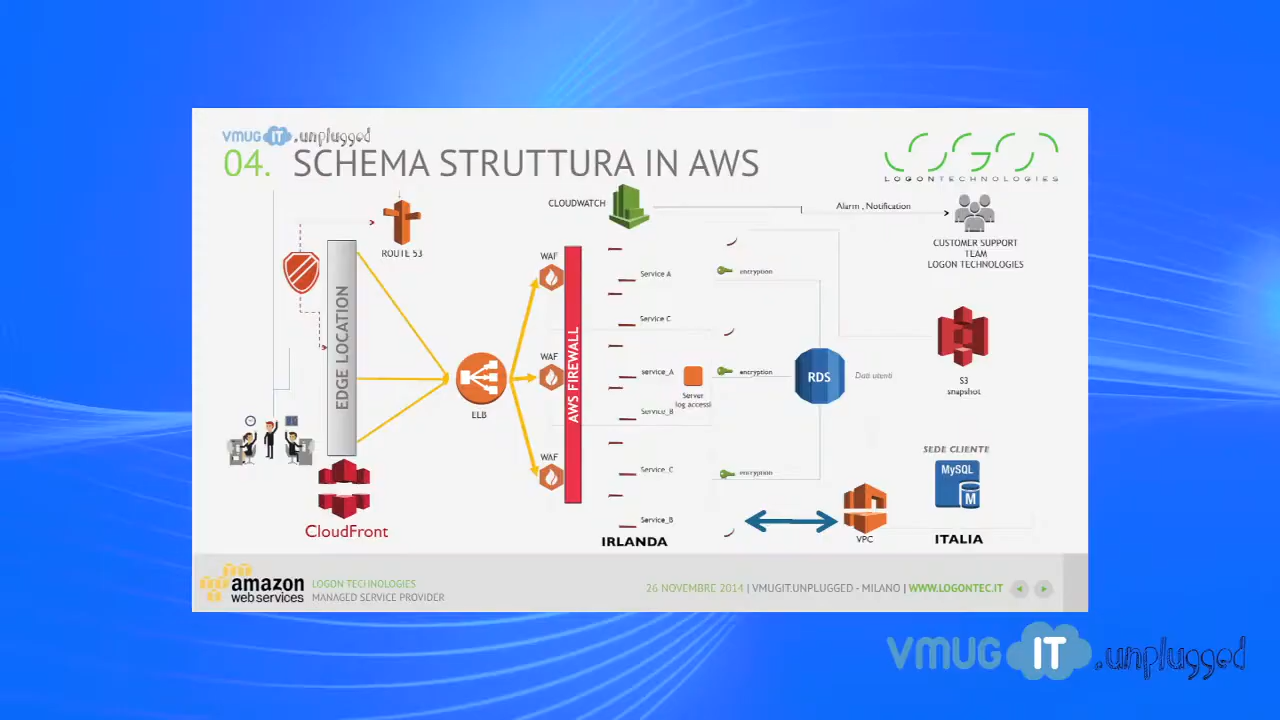 VMUG IT .unplugged
04. SCHEMA STRUTTURA IN AWS
LOGO
LOGONTECHNOLOGIES
CLOUDWATCH
Alarm , Notification
ROUTE 53
CUSTOMER SUPPORT
TEAM
LOGON TECHNOLOGIES
EDGE LOCATION
WAF
WAF
WAF
AWS FIREWALL
ELB
Service A
Service C
service_A
Service_B
Service_C
Service_B
encryption
encryption
encryption
Server
log accessi
RDS
Dati utenti
S3
snapshot
SEDE CLIENTE
MySQL
M
VPC
CloudFront
IRLANDA
ITALIA
amazon
web services
LOGON TECHNOLOGIES
MANAGED SERVICE PROVIDER
26 NOVEMBRE 2014 | VMUGIT.UNPLUGGED - MILANO | WWW.LOGONTEC.IT
VMUG IT .unplugged